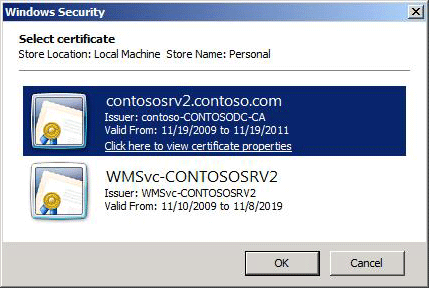 Windows Security
Select certificate
Store Location: Local Machine Store Name: Personal
contososrv2.contoso.com
Issuer: contoso-CONTOSODC-CA
Valid From: 11/19/2009 to 11/19/2011
Click here to view certificate properties
WMSvc-CONTOSOSRV2
Issuer: WMSvc-CONTOSOSRV2
Valid From: 11/10/2009 to 11/8/2019
OK
Cancel